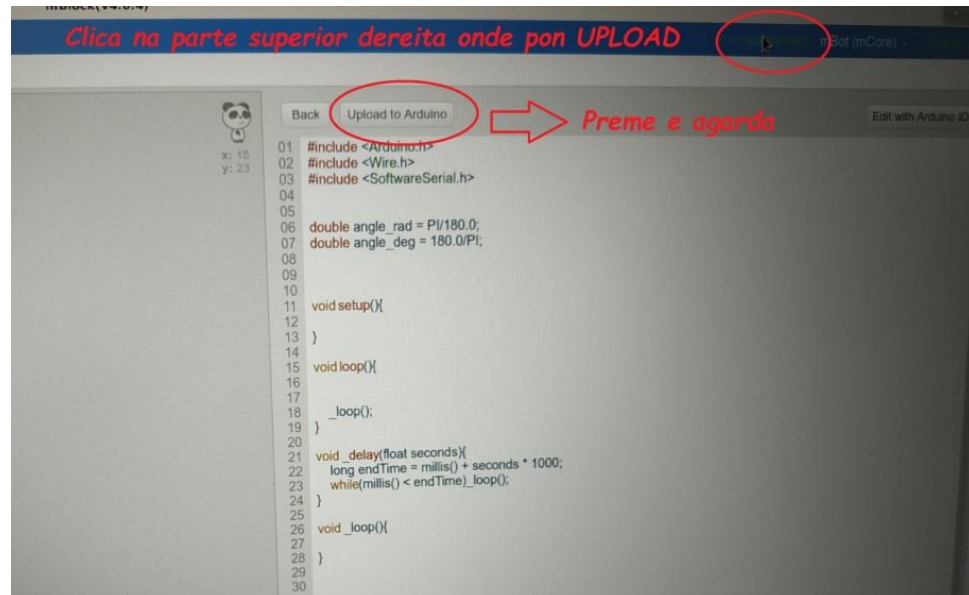 Clica na parte superior dereita onde pon UPLOAD
mBot (mCore)
Back
Upload to Arduino
Preme e agarda
Edit with Arduino ID
x: 15
y: 23
01 #include <Arduino.h>
02 #include <Wire.h>
03 #include <SoftwareSerial.h>
04
05
06 double angle_rad = PI/180.0;
07 double angle_deg = 180.0/PI;
08
09
10
11 void setup(){
12
13 }
14
15 void loop(){
16
17
18 _loop();
19 }
20
21 void _delay(float seconds){
22 long endTime = millis() + seconds * 1000;
23 while(millis() < endTime)_loop();
24 }
25
26 void _loop(){
27
28 }
29
30